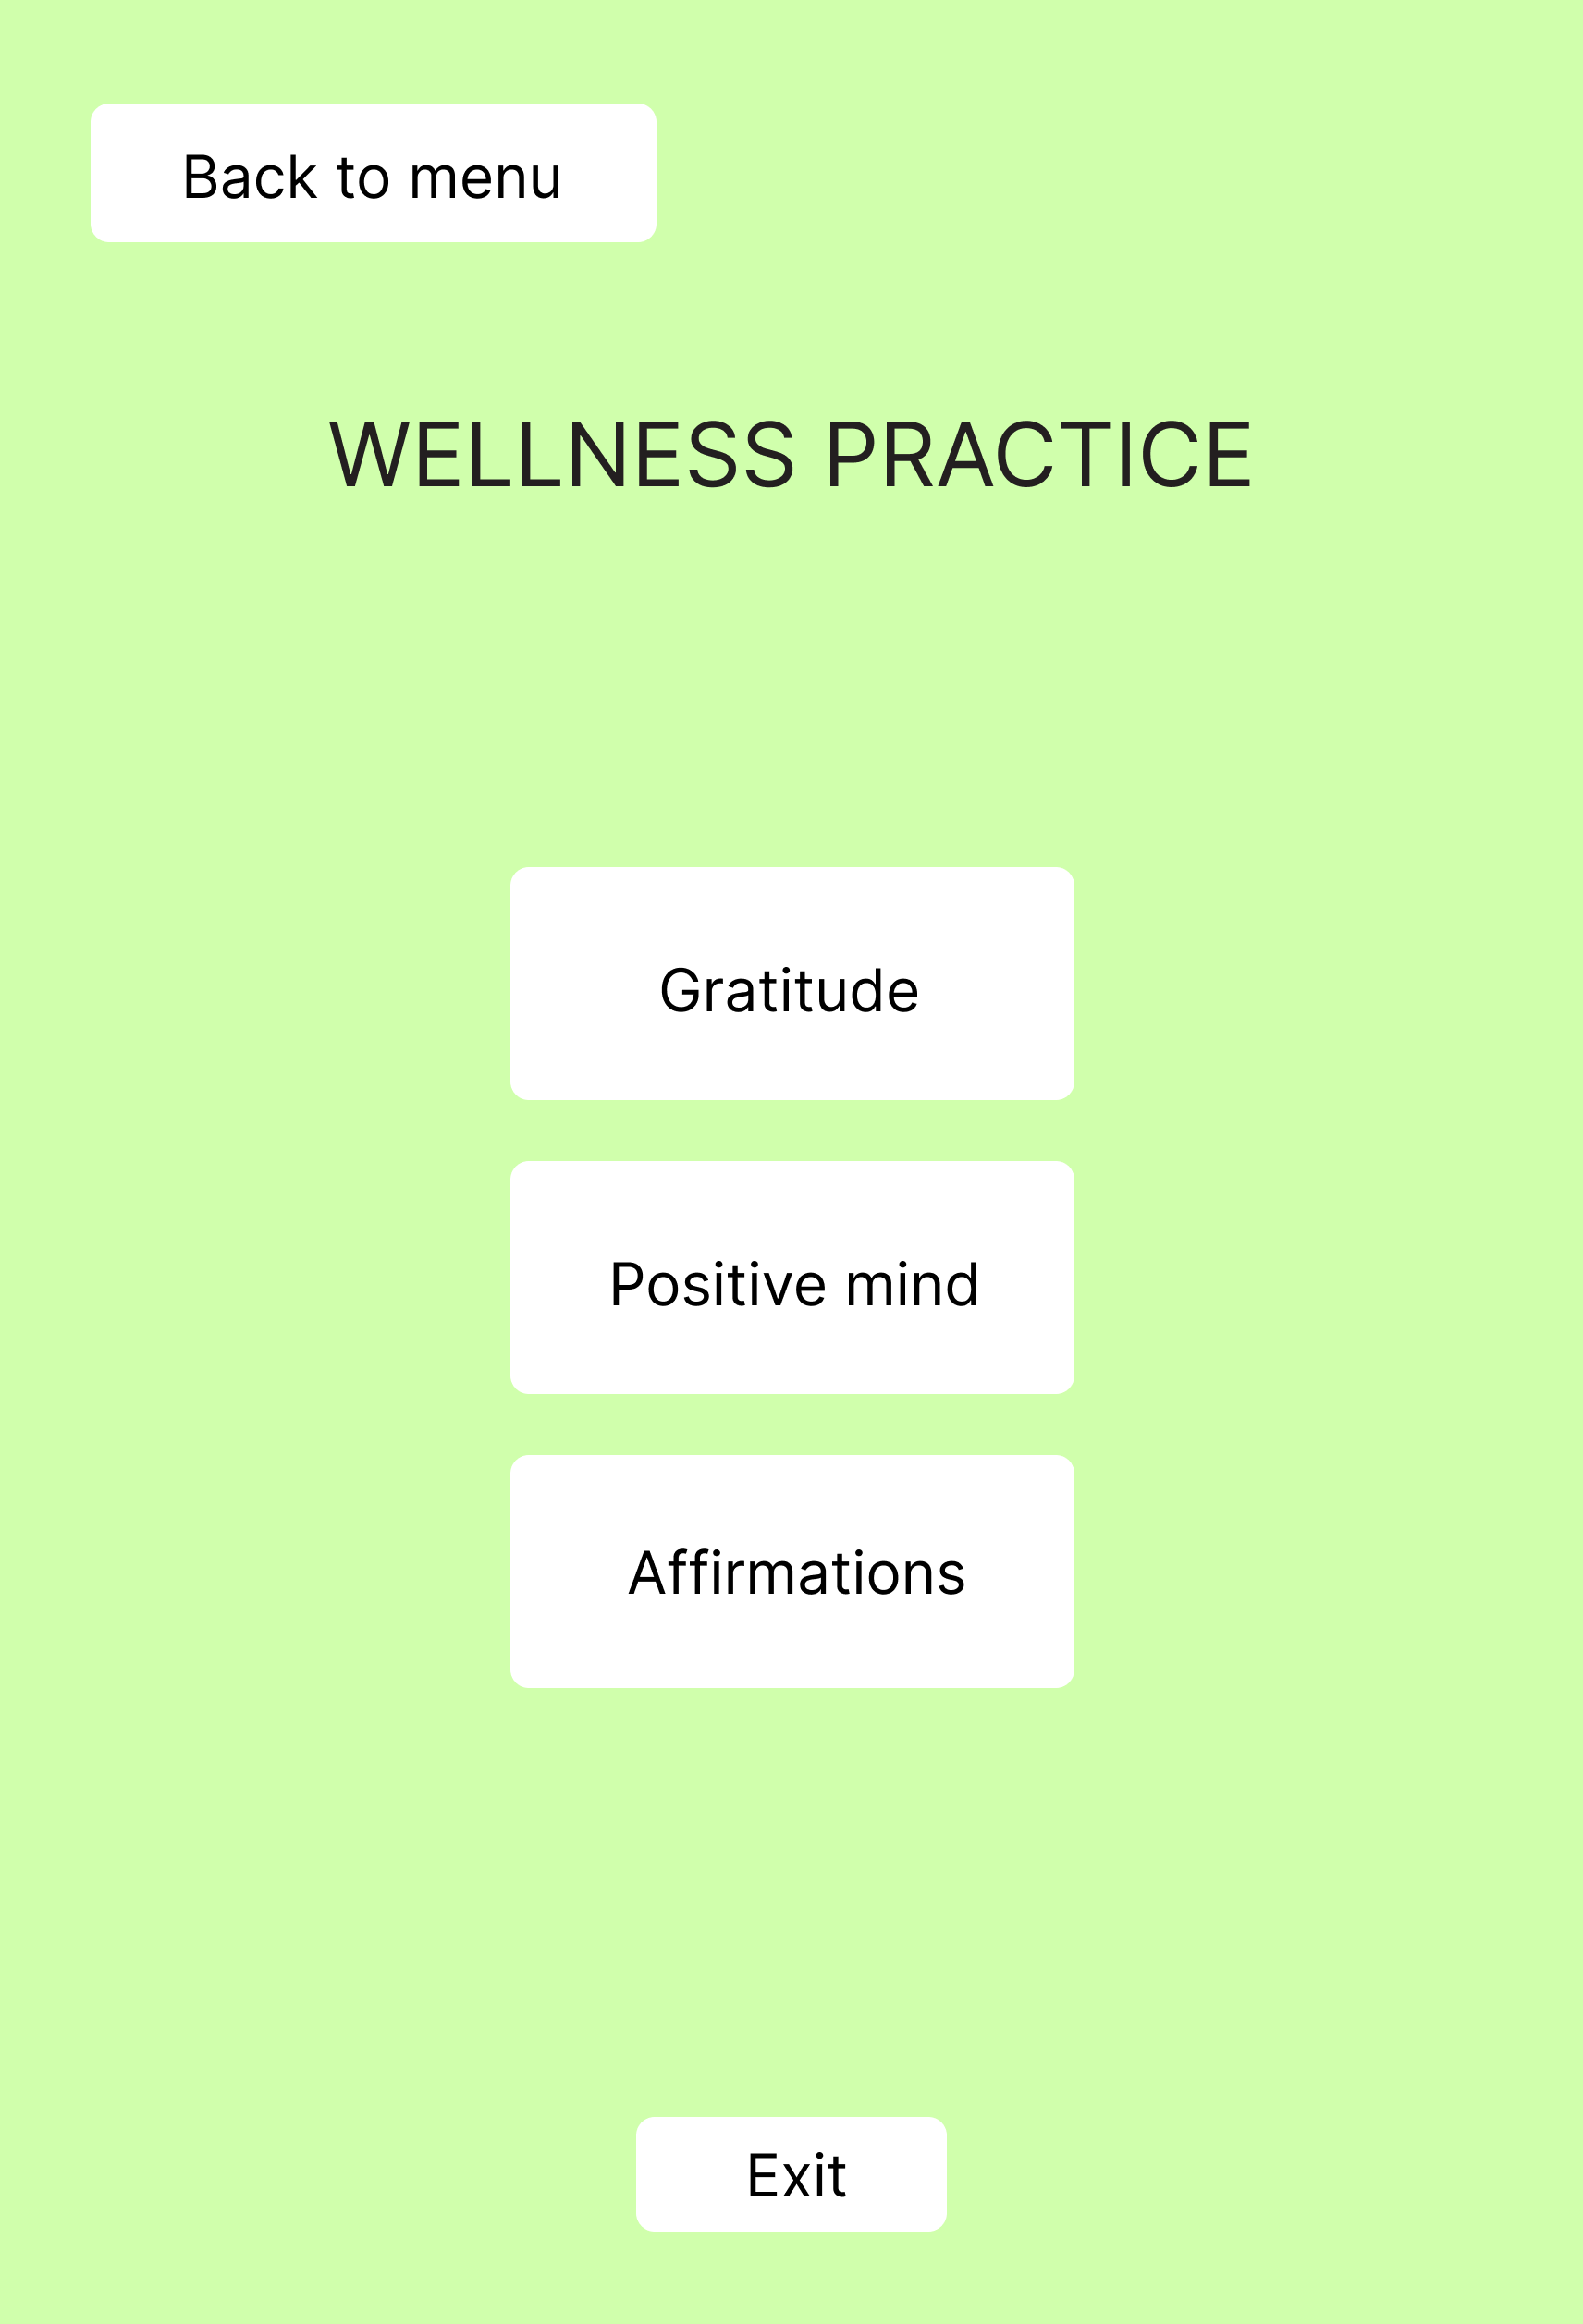 Back to menu
WELLNESS PRACTICE
Gratitude
Positive mind
Affirmations
Exit